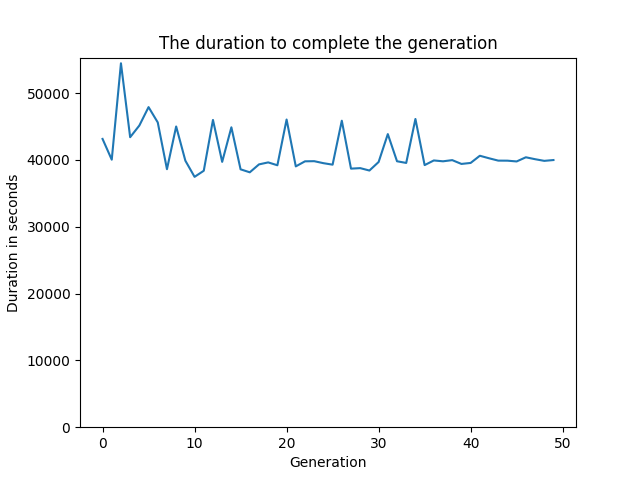 The duration to complete the generation
Duration in seconds
50000
40000
30000
20000
10000
0
0 10 20 30 40 50
Generation